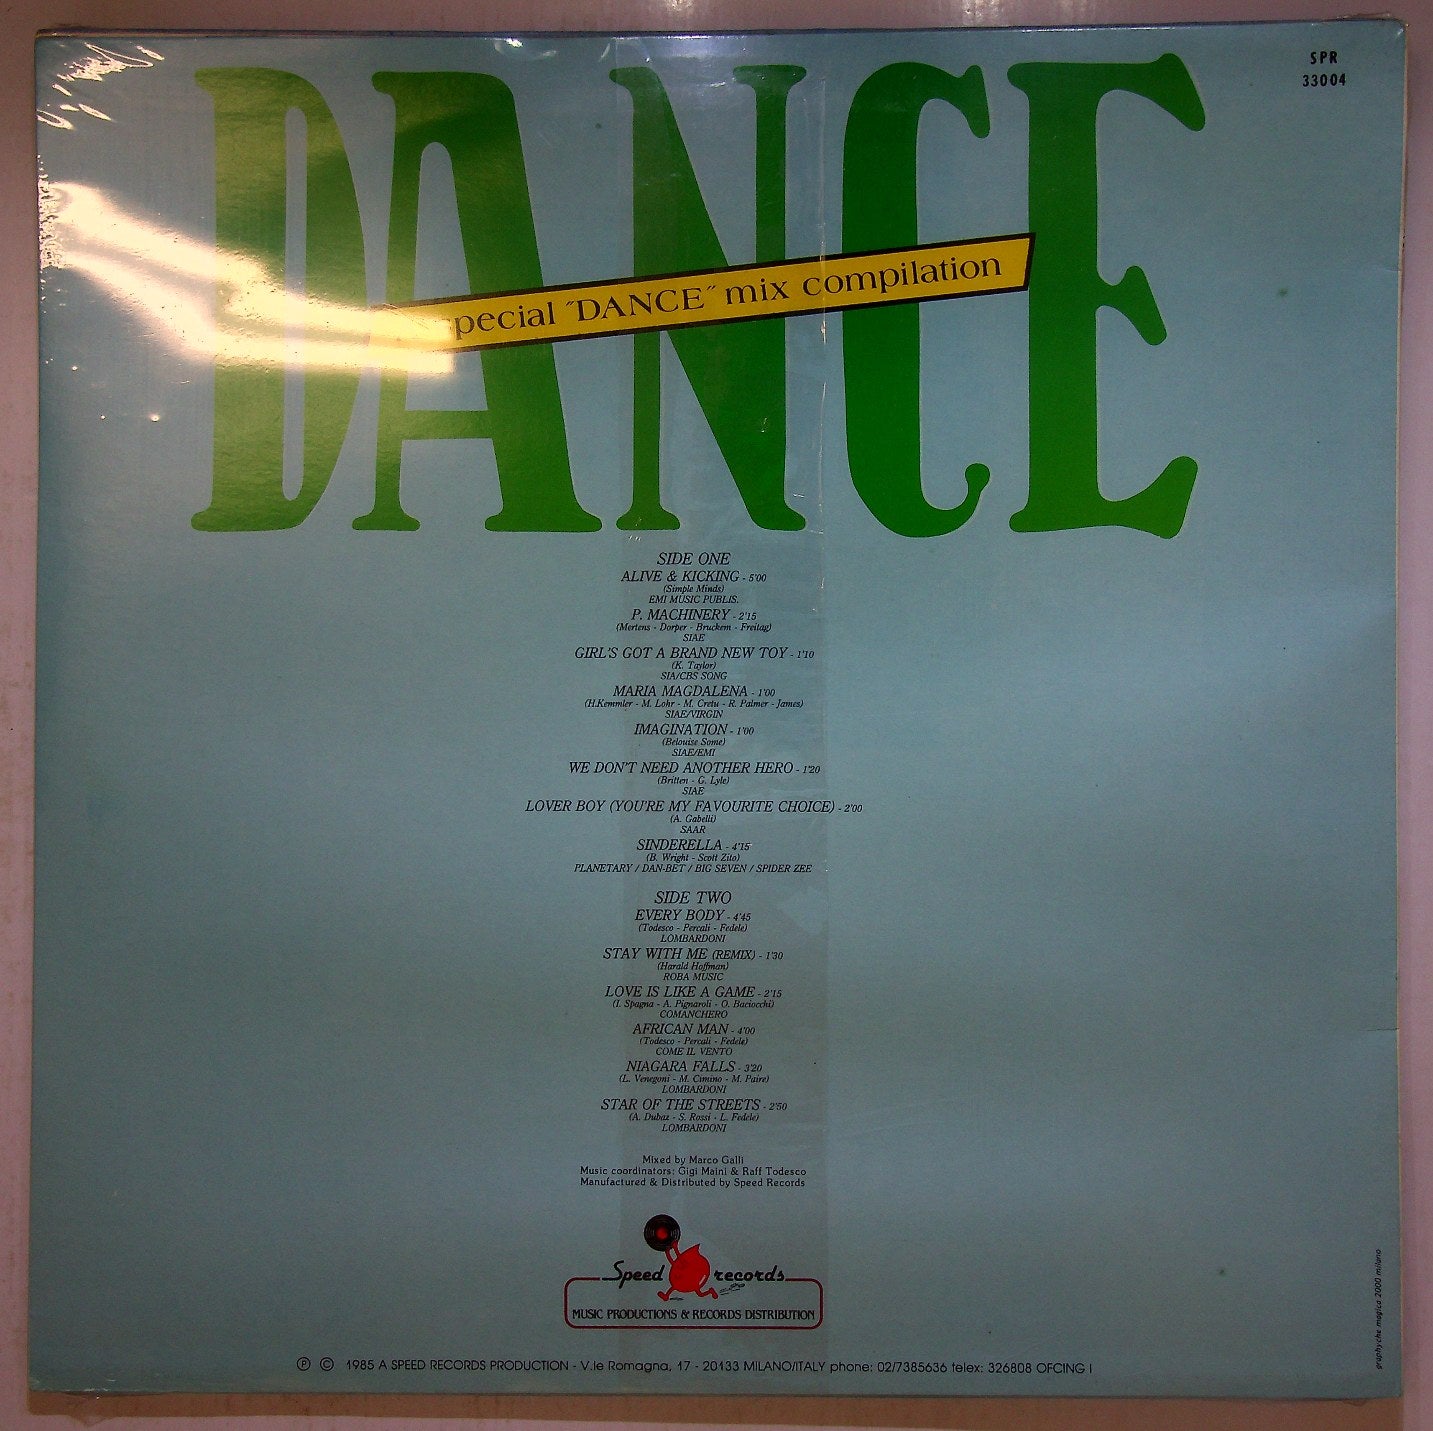 SPR
33004
DANCE
special "DANCE" mix compilation
SIDE ONE
ALIVE & KICKING - 5'00
(Simple Minds)
EMI MUSIC PUBLIS.
P. MACHINERY - 2'15
(Mertens - Dorper - Bruckem - Freitag)
SIAE
GIRL'S GOT A BRAND NEW TOY - 1'10
(K. Taylor)
SIA/CBS SONG
MARIA MAGDALENA - 1'00
(H.Kemmler - M. Lohr - M. Cretu - R. Palmer - James)
SIAE/VIRGIN
IMAGINATION - 1'00
(Belouise Some)
SIAE/EMI
WE DON'T NEED ANOTHER HERO - 1'20
(Britten - G. Lyle)
SIAE
LOVER BOY (YOU'RE MY FAVOURITE CHOICE) - 2'00
(A. Gabelli)
SAAR
SINDERELLA - 4'15
(B. Wright - Scott Zito)
PLANETARY / DAN-BET / BIG SEVEN / SPIDER ZEE
SIDE TWO
EVERY BODY - 4'45
(Todesco - Percali - Fedele)
LOMBARDONI
STAY WITH ME (REMIX) - 1'30
(Harald Hoffman)
ROBA MUSIC
LOVE IS LIKE A GAME - 2'15
(I. Spagna - A. Pignaroli - O. Baciocchi)
COMANCHERO
AFRICAN MAN - 4'00
(Todesco - Percali - Fedele)
COME IL VENTO
NIAGARA FALLS - 3'20
(L. Venegoni - M. Cimino - M. Paire)
LOMBARDONI
STAR OF THE STREETS - 2'50
(A. Dubaz - S. Rossi - L. Fedele)
LOMBARDONI
Mixed by Marco Galli
Music coordinators: Gigi Maini & Raff Todesco
Manufactured & Distributed by Speed Records
Speed records
MUSIC PRODUCTIONS & RECORDS DISTRIBUTION
Ⓟ © 1985 A SPEED RECORDS PRODUCTION - V.le Romagna, 17 - 20133 MILANO/ITALY phone: 02/7385636 telex: 326808 OFCING I
graphyche magica 2000 milano